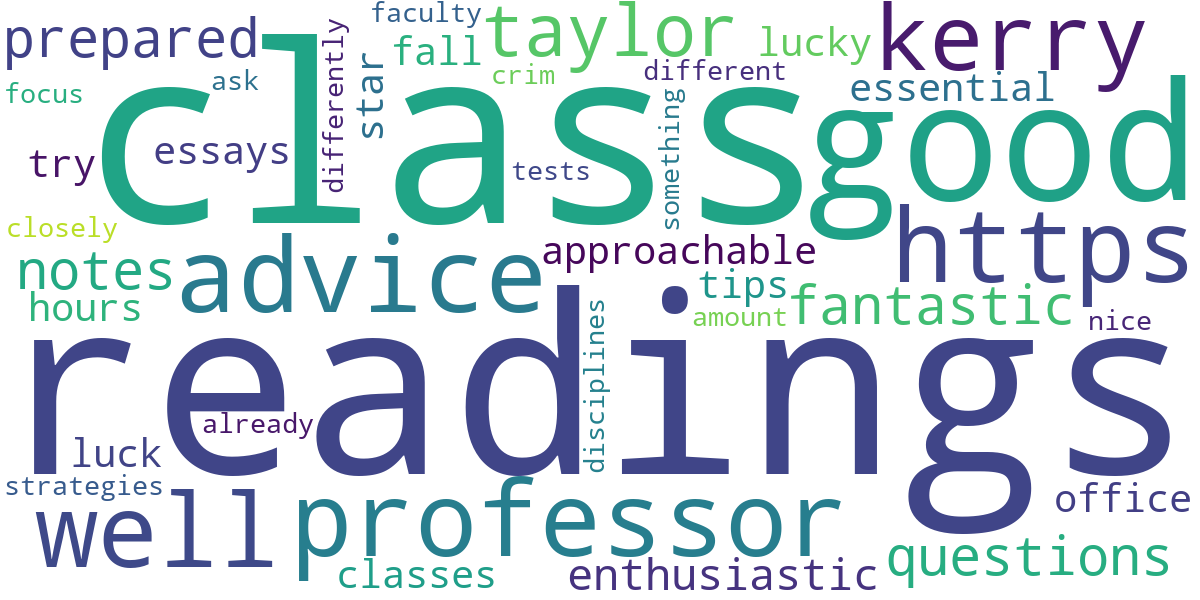 faculty
prepared
taylor
kerry
fall
lucky
crim
different
focus
ask
differently
star
class
good
essential
something
try
essays
tests
closely
https
notes
advice
approachable
tips
fantastic
hours
amount
nice
readings
disciplines
already
luck
strategies
well
professor
office
questions
classes
enthusiastic